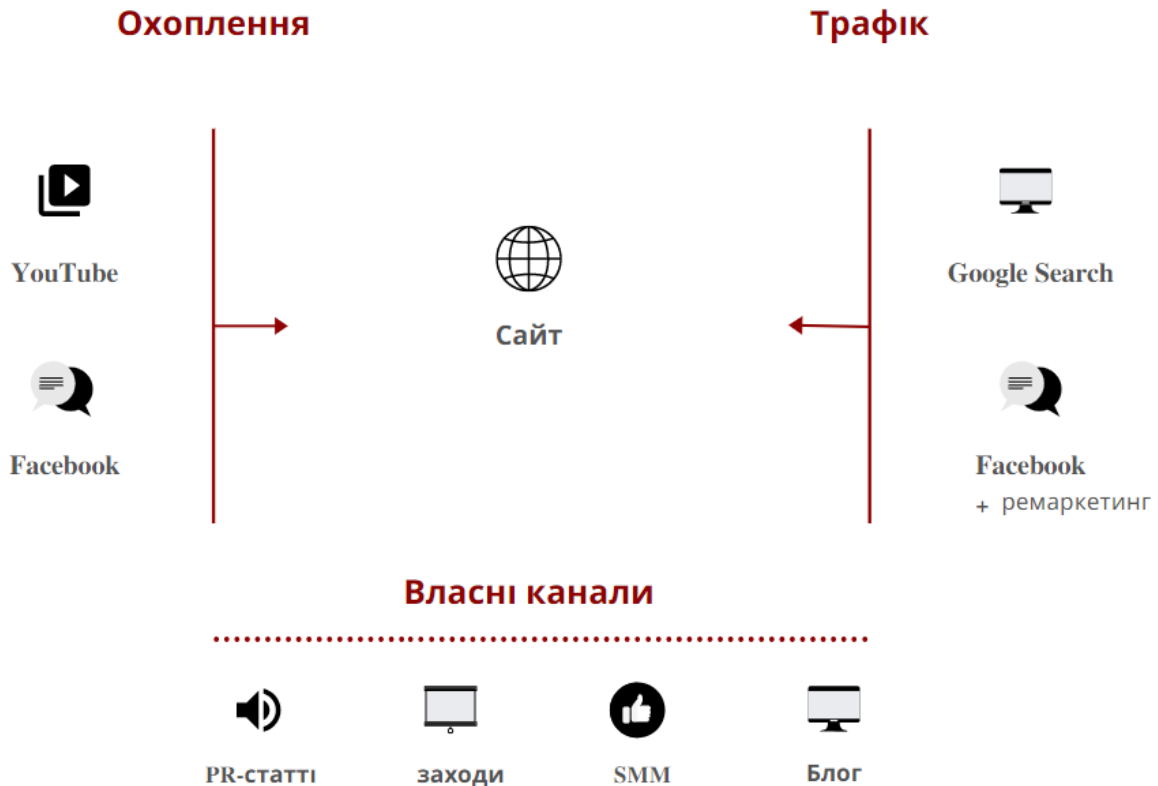 Охоплення
Трафік
YouTube
Google Search
Сайт
Facebook
Facebook
+ ремаркетинг
Власні канали
PR-статті
заходи
SMM
Блог